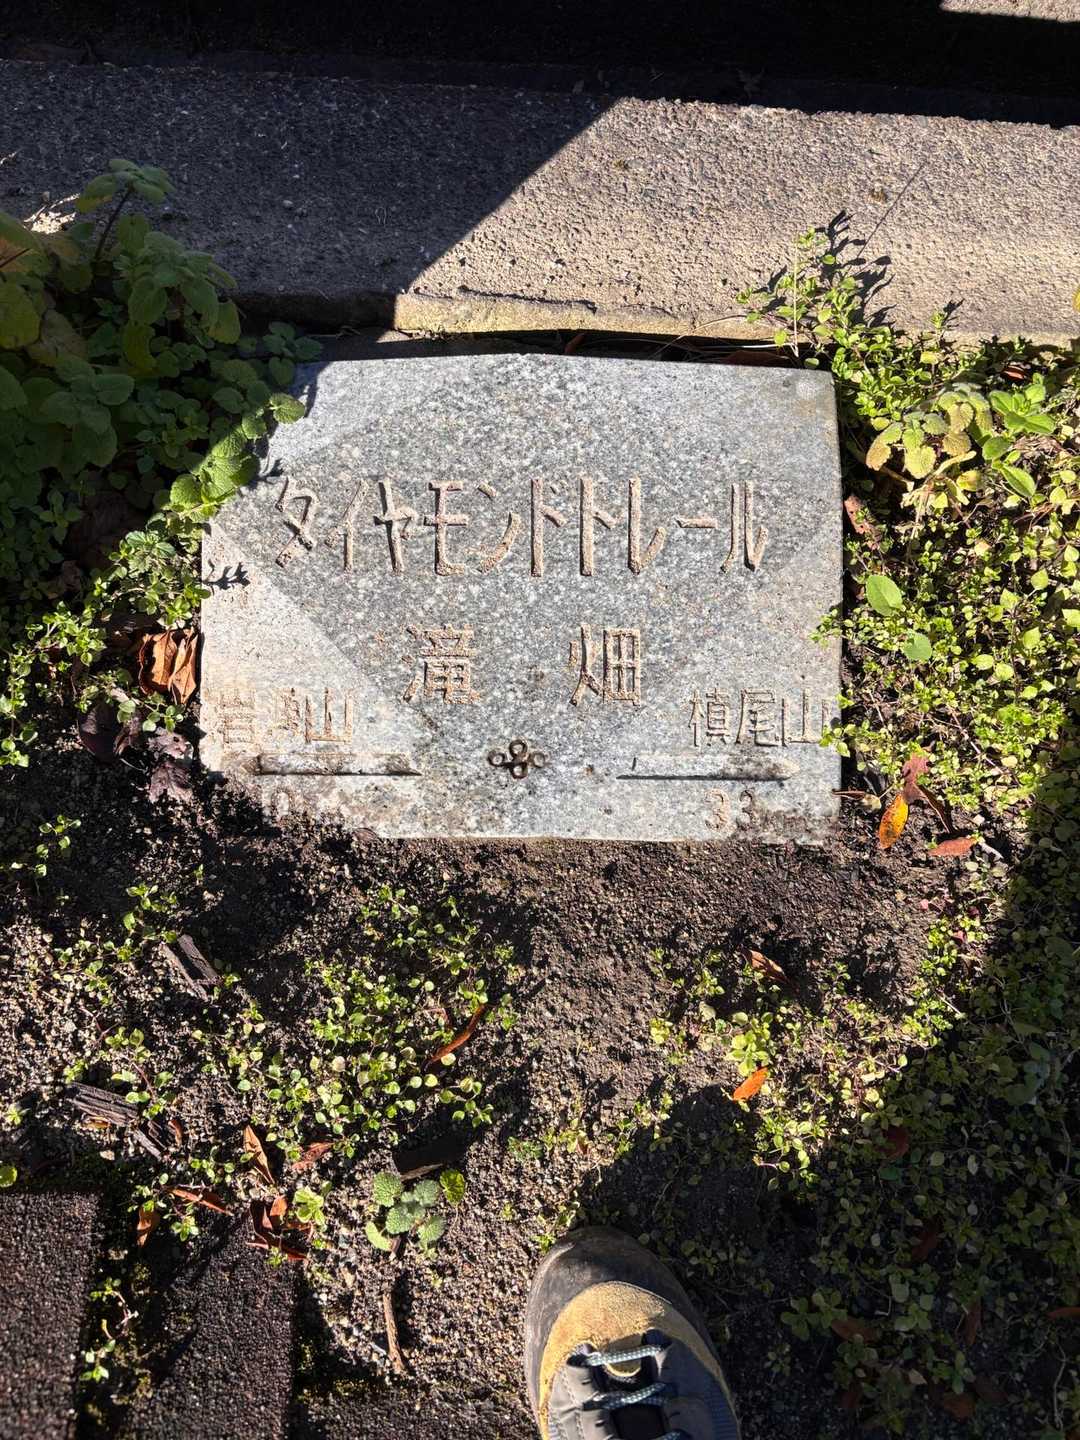 ダイヤモンドトレール
滝畑
岩湧山 槙尾山
33